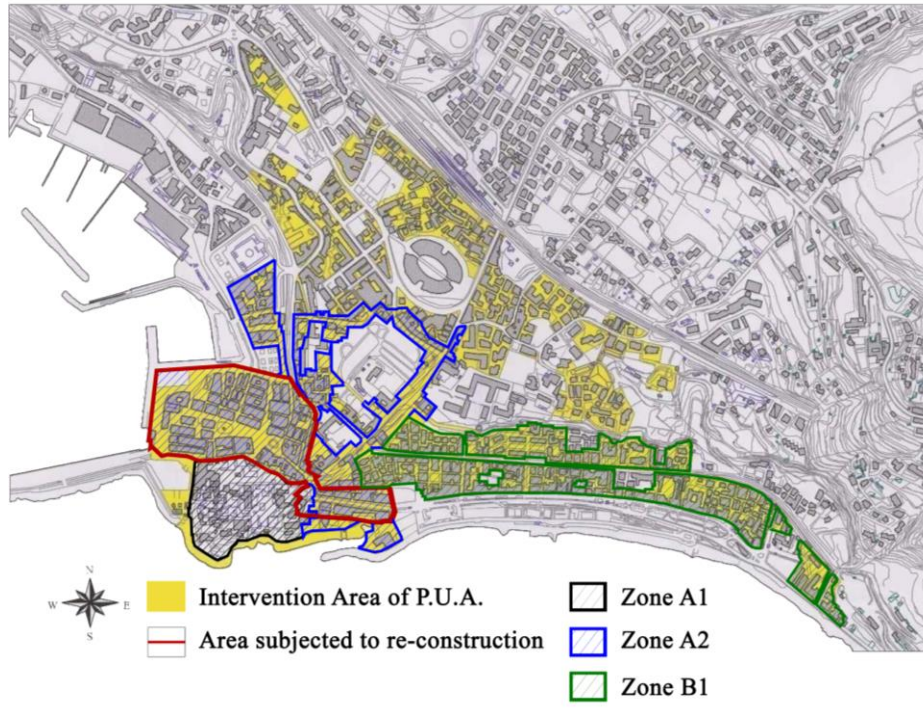 N
W E
S
Intervention Area of P.U.A.
Area subjected to re-construction
Zone A1
Zone A2
Zone B1